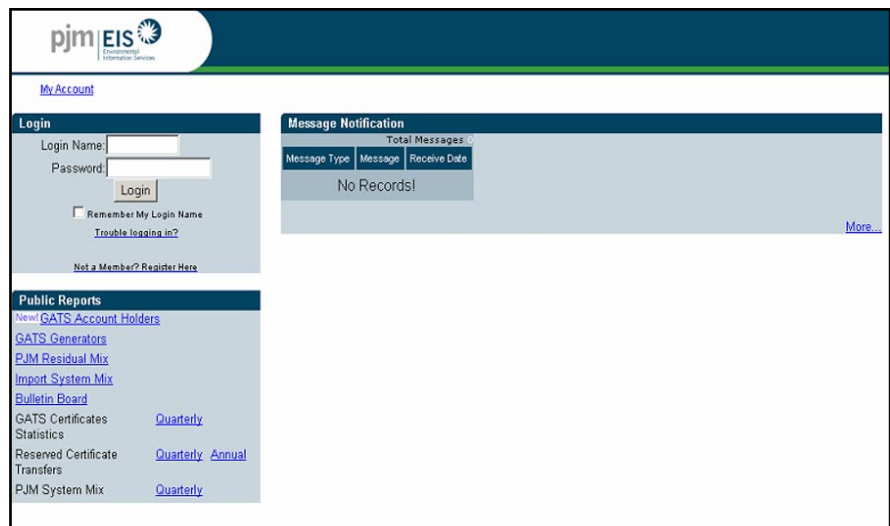 pjm EIS
Environmental
Information Services
My Account
Login
Login Name:
Password:
Login
Remember My Login Name
Trouble logging in?
Not a Member? Register Here
Message Notification
Total Messages 0
Message Type Message Receive Date
No Records!
More...
Public Reports
New! GATS Account Holders
GATS Generators
PJM Residual Mix
Import System Mix
Bulletin Board
GATS Certificates Quarterly
Statistics
Reserved Certificate Quarterly Annual
Transfers
PJM System Mix Quarterly